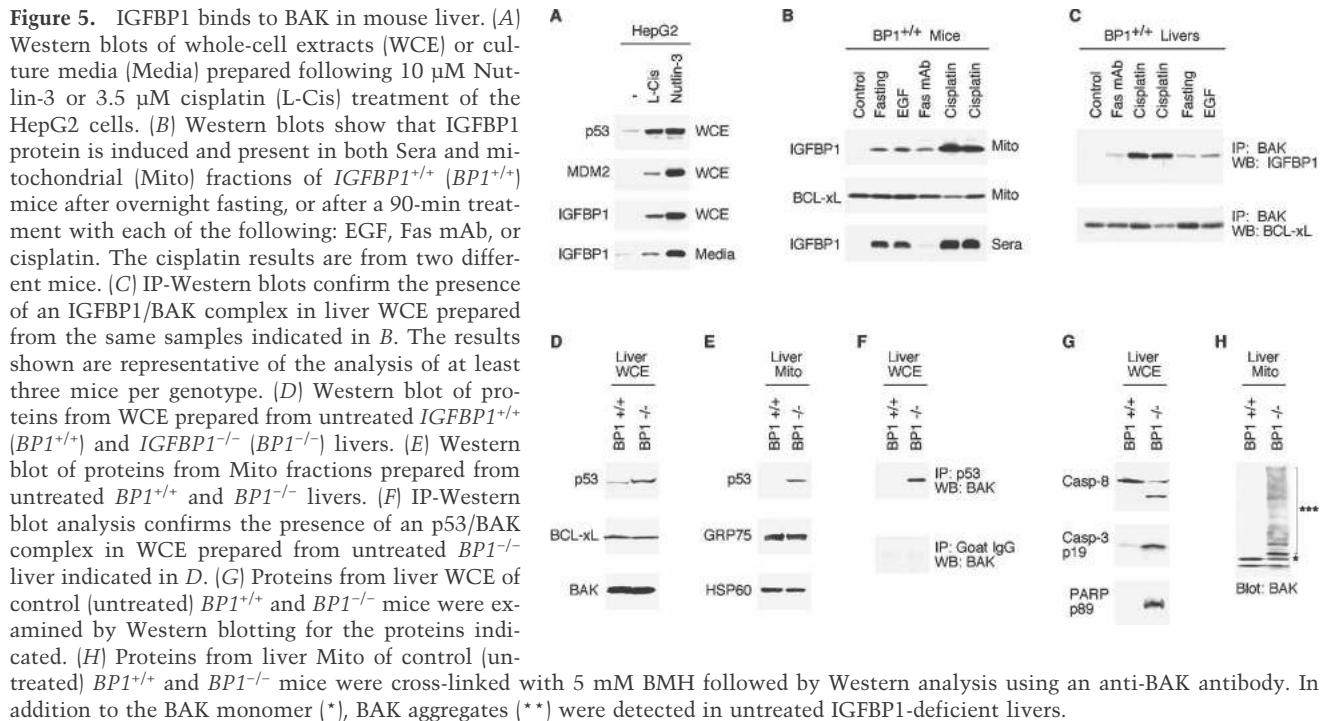 Figure 5. IGFBP1 binds to BAK in mouse liver. (A)
Western blots of whole-cell extracts (WCE) or cul-
ture media (Media) prepared following 10 µM Nut-
lin-3 or 3.5 µM cisplatin (L-Cis) treatment of the
HepG2 cells. (B) Western blots show that IGFBP1
protein is induced and present in both Sera and mi-
tochondrial (Mito) fractions of IGFBP1+/+ (BP1+/+)
mice after overnight fasting, or after a 90-min treat-
ment with each of the following: EGF, Fas mAb, or
cisplatin. The cisplatin results are from two differ-
ent mice. (C) IP-Western blots confirm the presence
of an IGFBP1/BAK complex in liver WCE prepared
from the same samples indicated in B. The results
shown are representative of the analysis of at least
three mice per genotype. (D) Western blot of pro-
teins from WCE prepared from untreated IGFBP1+/+
(BP1+/+) and IGFBP1−/− (BP1−/−) livers. (E) Western
blot of proteins from Mito fractions prepared from
untreated BP1+/+ and BP1−/− livers. (F) IP-Western
blot analysis confirms the presence of an p53/BAK
complex in WCE prepared from untreated BP1−/−
liver indicated in D. (G) Proteins from liver WCE of
control (untreated) BP1+/+ and BP1−/− mice were ex-
amined by Western blotting for the proteins indi-
cated. (H) Proteins from liver Mito of control (un-
treated) BP1+/+ and BP1−/− mice were cross-linked with 5 mM BMH followed by Western analysis using an anti-BAK antibody. In
addition to the BAK monomer (*), BAK aggregates (**) were detected in untreated IGFBP1-deficient livers.
A
HepG2
- L-Cis Nutlin-3
p53 WCE
MDM2 WCE
IGFBP1 WCE
IGFBP1 Media
B
BP1+/+ Mice
Control Fasting EGF Fas mAb Cisplatin Cisplatin
IGFBP1 Mito
BCL-xL Mito
IGFBP1 Sera
C
BP1+/+ Livers
Control Fas mAb Cisplatin Cisplatin Fasting EGF
IP: BAK
WB: IGFBP1
IP: BAK
WB: BCL-xL
D
Liver
WCE
BP1 +/+ BP1 -/-
p53
BCL-xL
BAK
E
Liver
Mito
BP1 +/+ BP1 -/-
p53
GRP75
HSP60
F
Liver
WCE
BP1 +/+ BP1 -/-
IP: p53
WB: BAK
IP: Goat IgG
WB: BAK
G
Liver
WCE
BP1 +/+ BP1 -/-
Casp-8
Casp-3
p19
PARP
p89
H
Liver
Mito
BP1 +/+ BP1 -/-
***
*
Blot: BAK